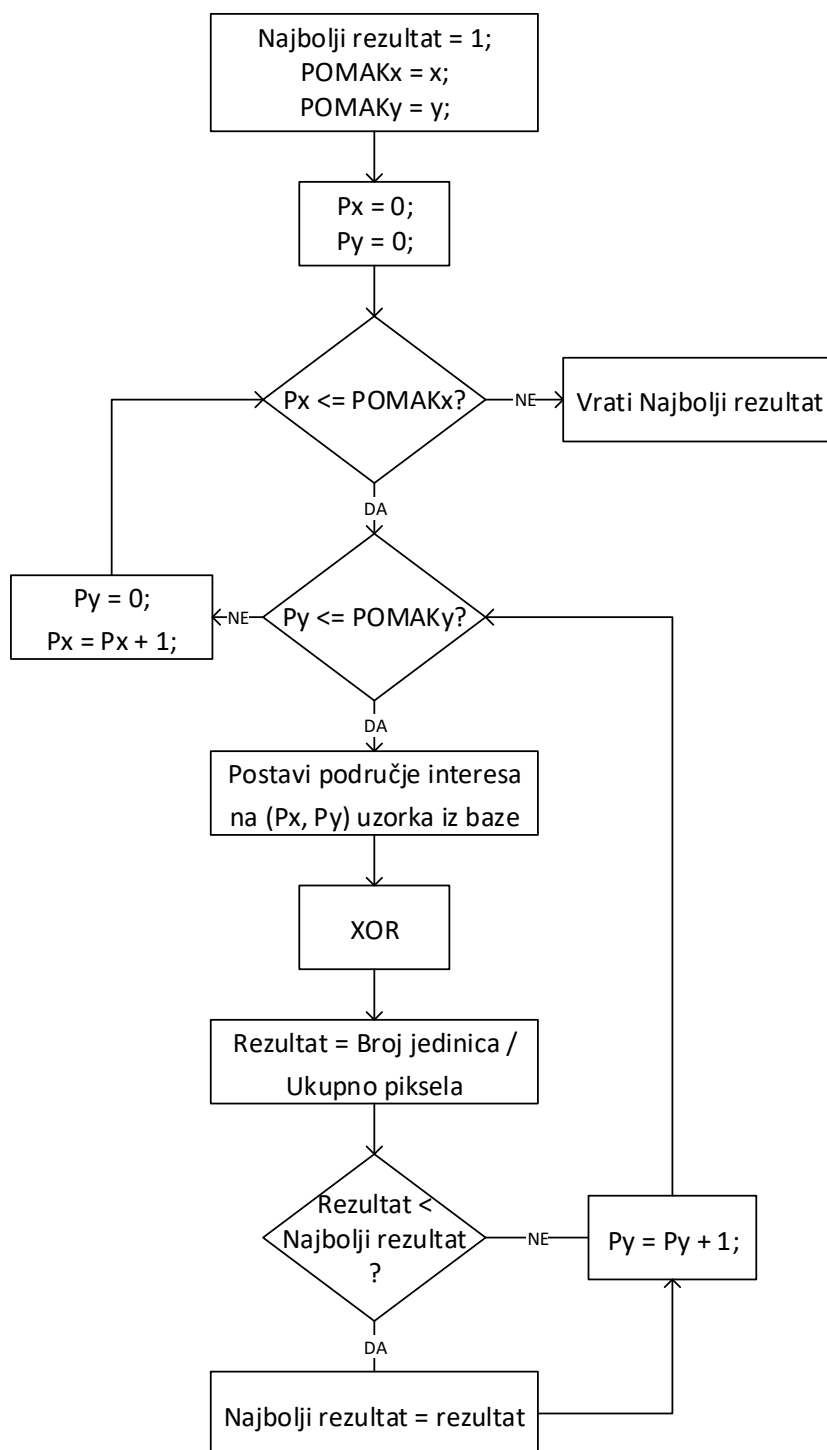 Najbolji rezultat = 1;
POMAKx = x;
POMAKy = y;
Px = 0;
Py = 0;
Px <= POMAKx?
NE
Vrati Najbolji rezultat
DA
Py = 0;
Px = Px + 1;
NE
Py <= POMAKy?
DA
Postavi područje interesa
na (Px, Py) uzorka iz baze
XOR
Rezultat = Broj jedinica /
Ukupno piksela
Rezultat <
Najbolji rezultat
?
NE
Py = Py + 1;
DA
Najbolji rezultat = rezultat